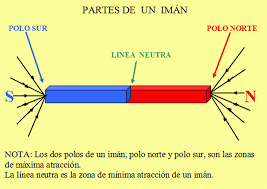 PARTES DE UN IMÁN
POLO SUR
POLO NORTE
LINEA NEUTRA
S
N
NOTA: Los dos polos de un imán, polo norte y polo sur, son las zonas
de máxima atracción.
La línea neutra es la zona de mínima atracción de un imán.